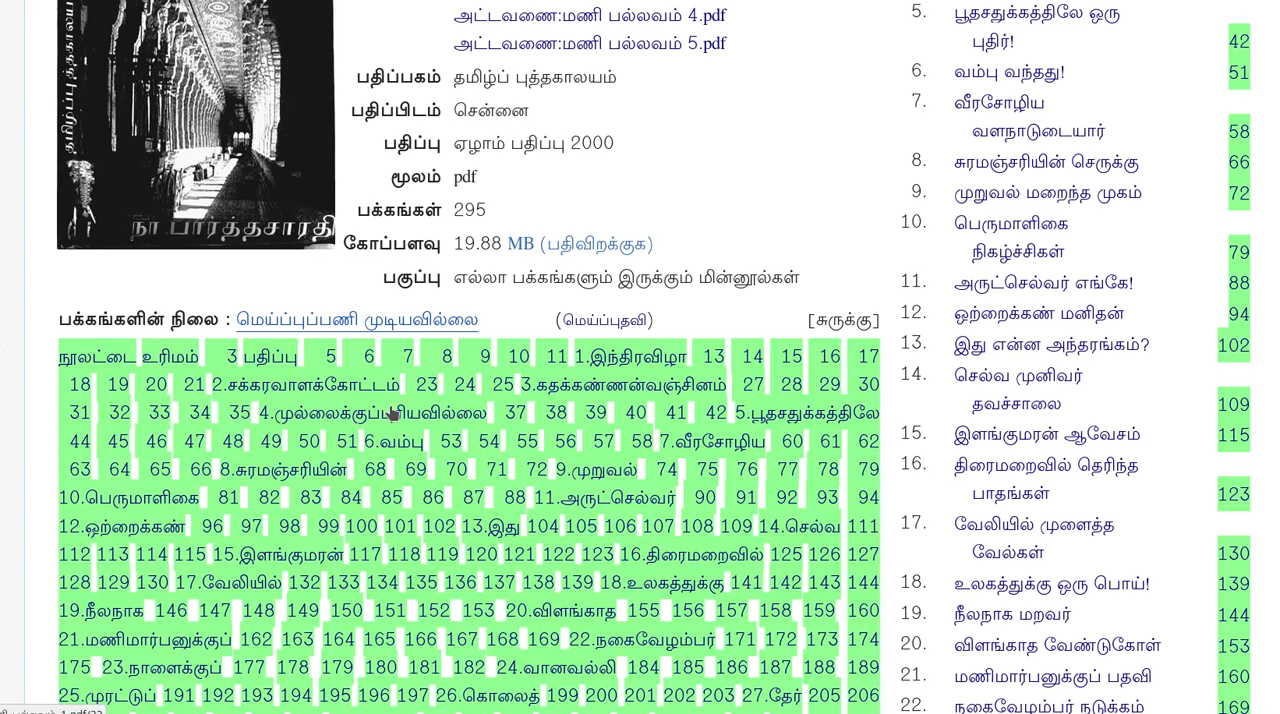 தமிழ்ப்புத்தகாலய
நா பார்த்தசாரதி
அட்டவணை:மணி பல்லவம் 4.pdf
அட்டவணை:மணி பல்லவம் 5.pdf
பதிப்பகம் தமிழ்ப் புத்தகாலயம்
பதிப்பிடம் சென்னை
பதிப்பு ஏழாம் பதிப்பு 2000
மூலம் pdf
பக்கங்கள் 295
கோப்பளவு 19.88 MB (பதிவிறக்குக)
பகுப்பு எல்லா பக்கங்களும் இருக்கும் மின்னூல்கள்
பக்கங்களின் நிலை : மெய்ப்புப்பணி முடியவில்லை (மெய்ப்புதவி) [சுருக்கு]
நூலட்டை உரிமம் 3 பதிப்பு 5 6 7 8 9 10 11 1.இந்திரவிழா 13 14 15 16 17
18 19 20 21 2.சக்கரவாளக்கோட்டம் 23 24 25 3.கதக்கண்ணன்வஞ்சினம் 27 28 29 30
31 32 33 34 35 4.முல்லைக்குப்புரியவில்லை 37 38 39 40 41 42 5.பூதசதுக்கத்திலே
44 45 46 47 48 49 50 51 6.வம்பு 53 54 55 56 57 58 7.வீரசோழிய 60 61 62
63 64 65 66 8.சுரமஞ்சரியின் 68 69 70 71 72 9.முறுவல் 74 75 76 77 78 79
10.பெருமாளிகை 81 82 83 84 85 86 87 88 11.அருட்செல்வர் 90 91 92 93 94
12.ஒற்றைக்கண் 96 97 98 99 100 101 102 13.இது 104 105 106 107 108 109 14.செல்வ 111
112 113 114 115 15.இளங்குமரன் 117 118 119 120 121 122 123 16.திரைமறைவில் 125 126 127
128 129 130 17.வேலியில் 132 133 134 135 136 137 138 139 18.உலகத்துக்கு 141 142 143 144
19.நீலநாக 146 147 148 149 150 151 152 153 20.விளங்காத 155 156 157 158 159 160
21.மணிமார்பனுக்குப் 162 163 164 165 166 167 168 169 22.நகைவேழம்பர் 171 172 173 174
175 23.நாளைக்குப் 177 178 179 180 181 182 24.வானவல்லி 184 185 186 187 188 189
25.முரட்டுப் 191 192 193 194 195 196 197 26.கொலைத் 199 200 201 202 203 27.தேர் 205 206
5. பூதசதுக்கத்திலே ஒரு
புதிர்! 42
6. வம்பு வந்தது! 51
7. வீரசோழிய
வளநாடுடையார் 58
8. சுரமஞ்சரியின் செருக்கு 66
9. முறுவல் மறைந்த முகம் 72
10. பெருமாளிகை
நிகழ்ச்சிகள் 79
11. அருட்செல்வர் எங்கே! 88
12. ஒற்றைக்கண் மனிதன் 94
13. இது என்ன அந்தரங்கம்? 102
14. செல்வ முனிவர்
தவச்சாலை 109
15. இளங்குமரன் ஆவேசம் 115
16. திரைமறைவில் தெரிந்த
பாதங்கள் 123
17. வேலியில் முளைத்த
வேல்கள் 130
18. உலகத்துக்கு ஒரு பொய்! 139
19. நீலநாக மறவர் 144
20. விளங்காத வேண்டுகோள் 153
21. மணிமார்பனுக்குப் பதவி 160
22. நகைவேழம்பர் நடுக்கம் 169